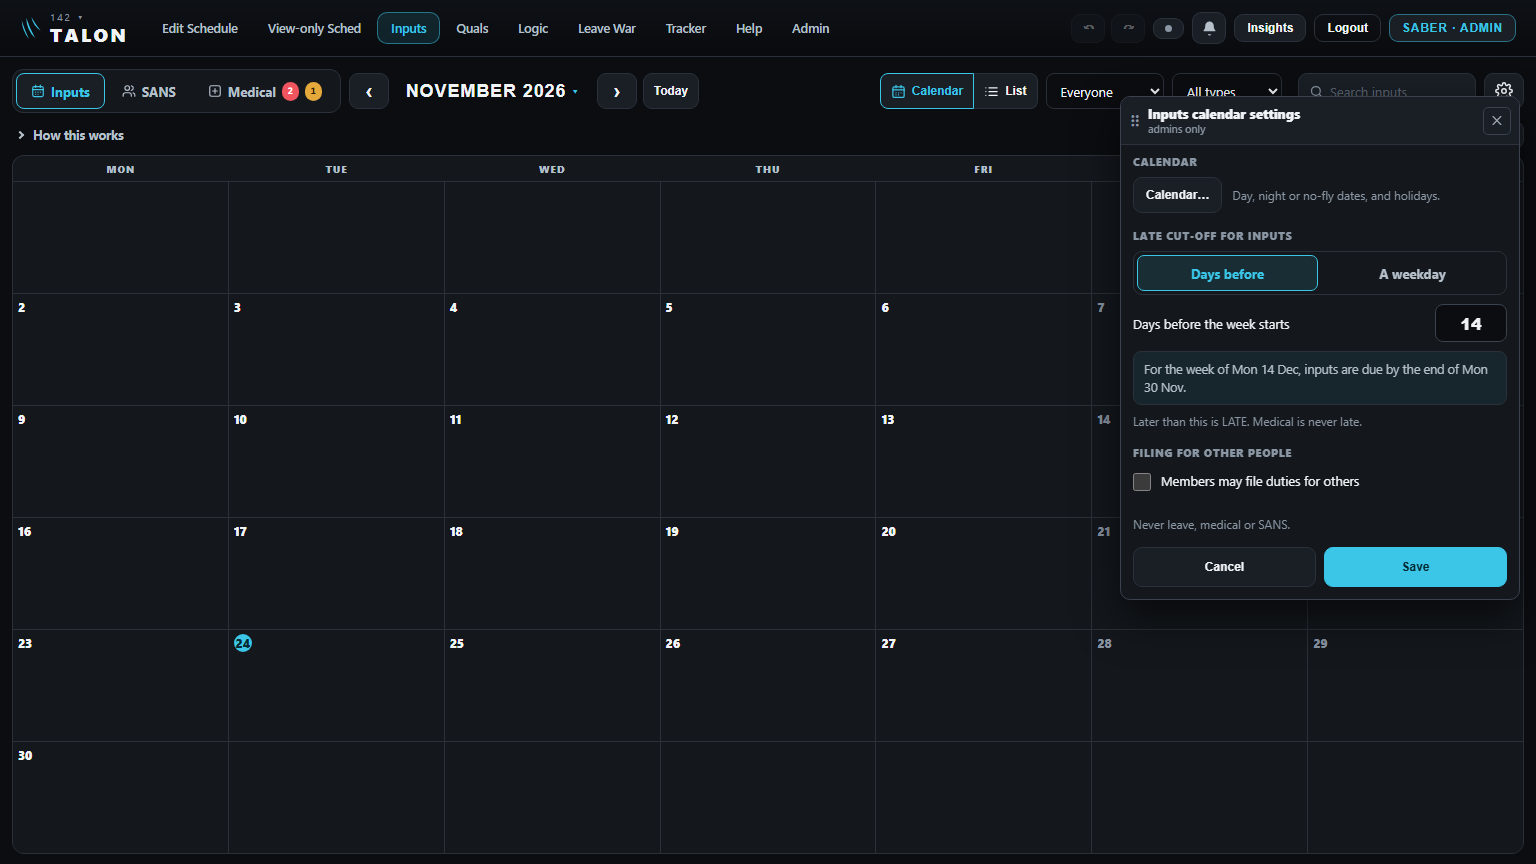 142
TALON
Edit Schedule
View-only Sched
Inputs
Quals
Logic
Leave War
Tracker
Help
Admin
Insights
Logout
SABER · ADMIN
Inputs
SANS
Medical 2 1
NOVEMBER 2026
Today
Calendar
List
Everyone
All types
Search inputs
How this works
MON
TUE
WED
THU
FRI
2
3
4
5
6
7
9
10
11
12
13
14
16
17
18
19
20
21
23
24
25
26
27
28
29
30
Inputs calendar settings
admins only
CALENDAR
Calendar...
Day, night or no-fly dates, and holidays.
LATE CUT-OFF FOR INPUTS
Days before
A weekday
Days before the week starts
14
For the week of Mon 14 Dec, inputs are due by the end of Mon
30 Nov.
Later than this is LATE. Medical is never late.
FILING FOR OTHER PEOPLE
Members may file duties for others
Never leave, medical or SANS.
Cancel
Save